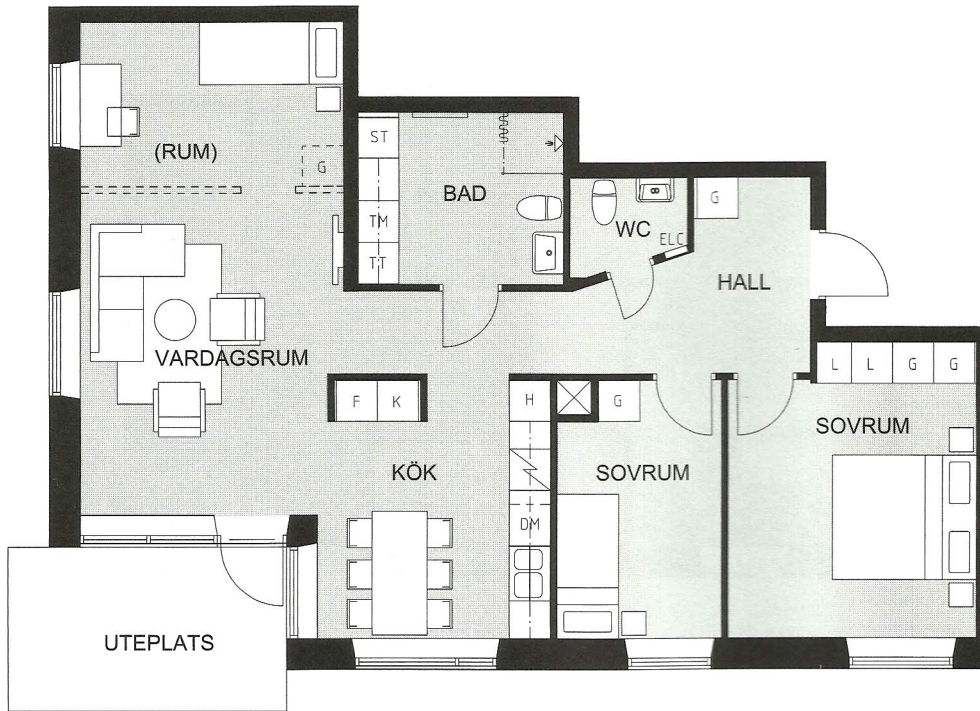 (RUM)
G
ST
BAD
TM
TT
WC
ELC
G
HALL
VARDAGSRUM
F
K
H
G
L
L
G
G
SOVRUM
KÖK
SOVRUM
DM
UTEPLATS